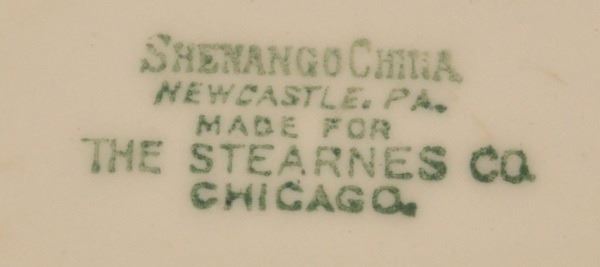 SHENANGO CHINA
NEWCASTLE, PA.
MADE FOR
THE STEARNES CO.
CHICAGO.